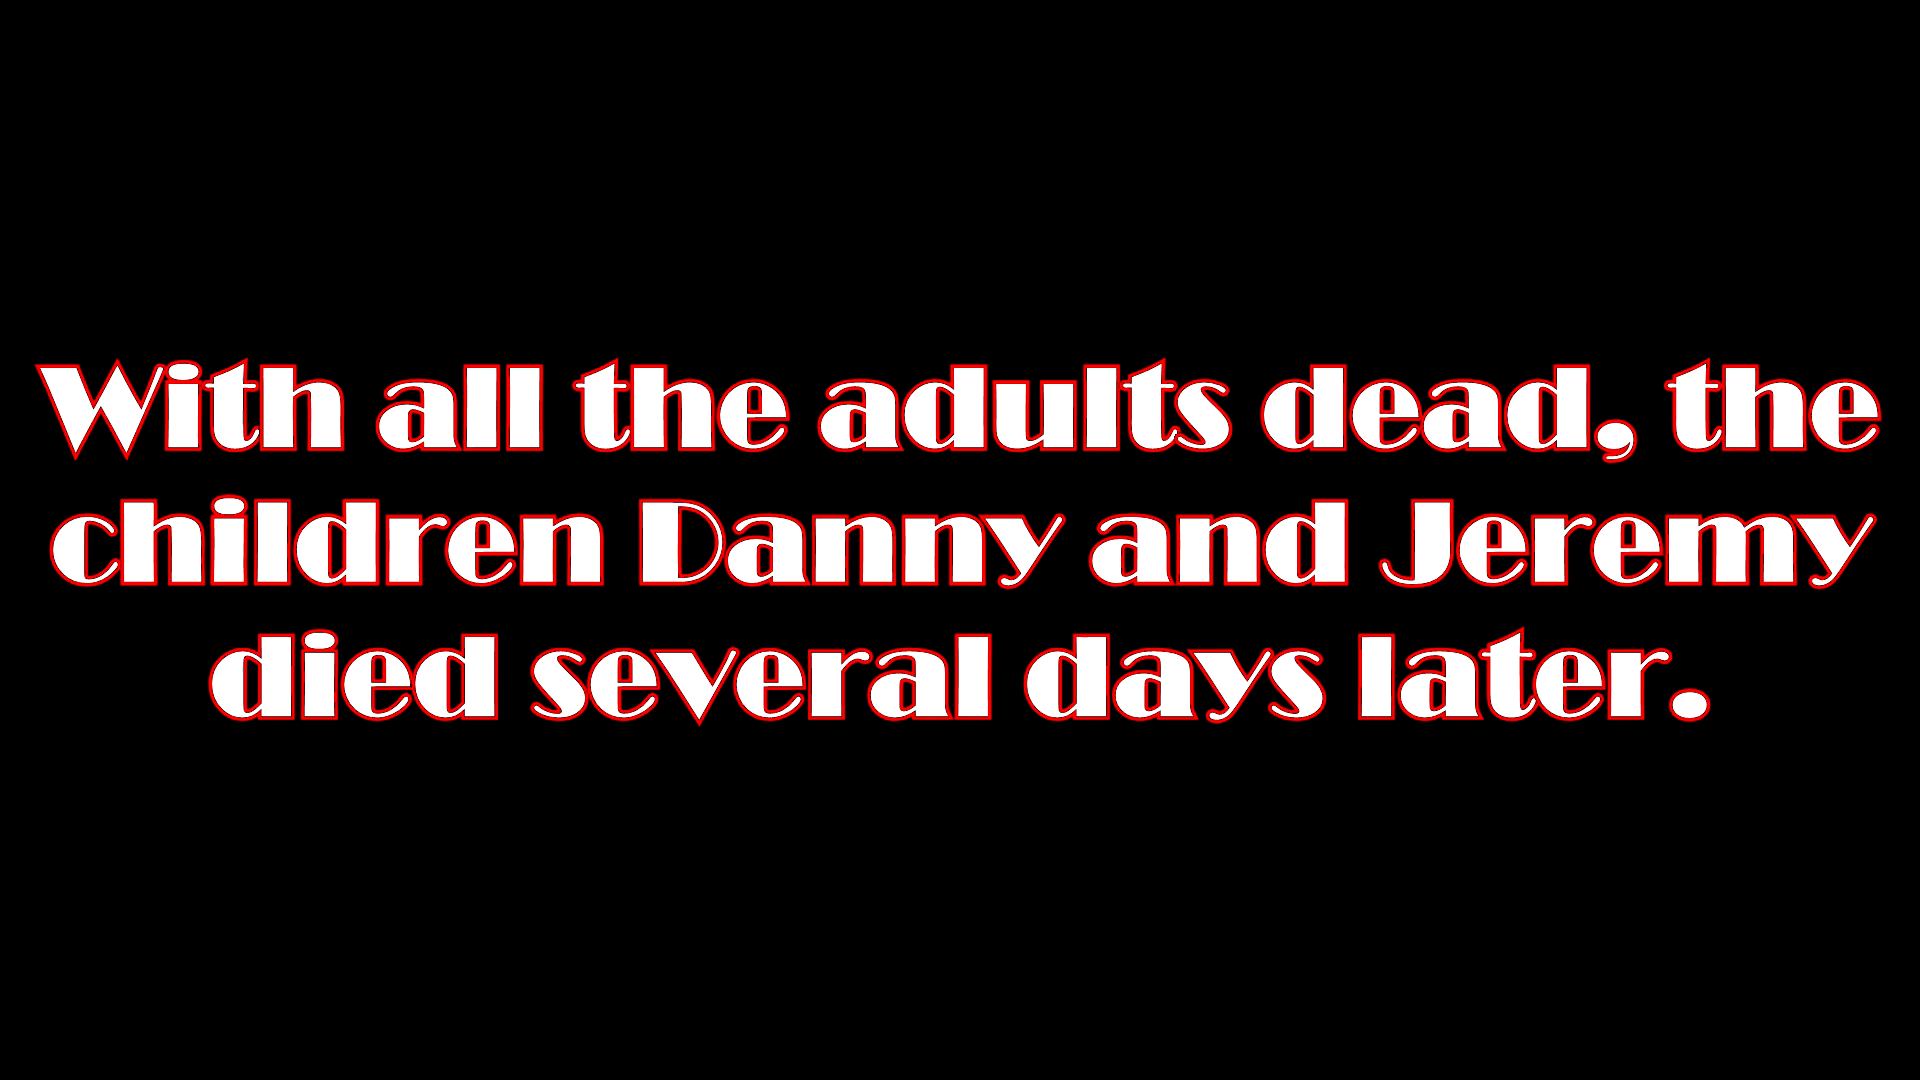 With all the adults dead, the
children Danny and Jeremy
died several days later.